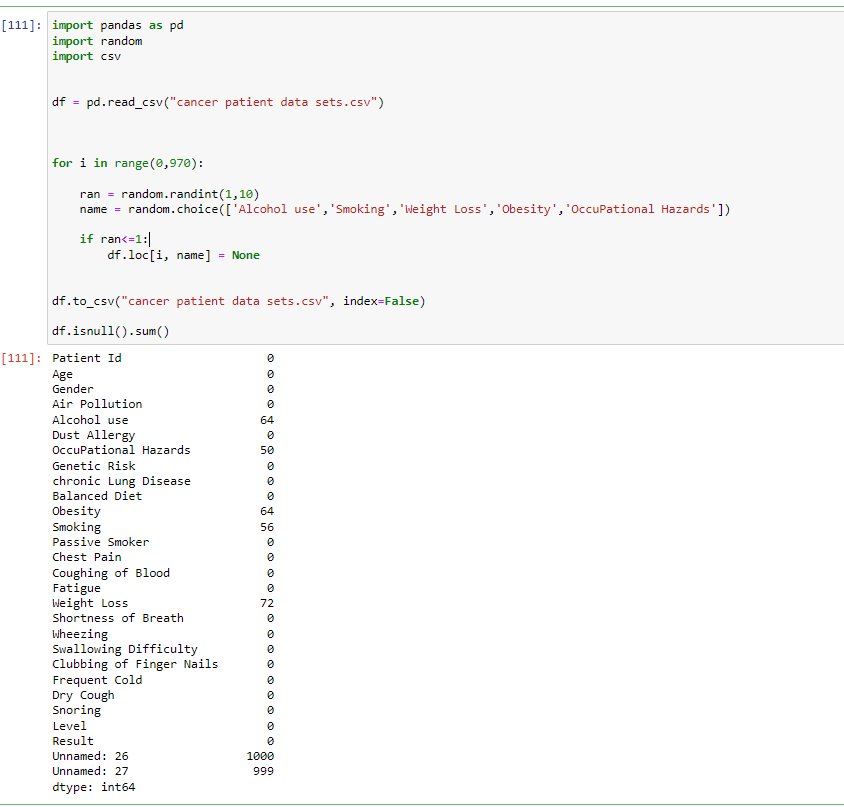 [111]: import pandas as pd
import random
import csv
df = pd.read_csv("cancer patient data sets.csv")
for i in range(0,970):
    ran = random.randint(1,10)
    name = random.choice(['Alcohol use','Smoking','Weight Loss','Obesity','OccuPational Hazards'])
    if ran<=1:
        df.loc[i, name] = None
df.to_csv("cancer patient data sets.csv", index=False)
df.isnull().sum()
[111]: Patient Id 0
Age 0
Gender 0
Air Pollution 0
Alcohol use 64
Dust Allergy 0
OccuPational Hazards 50
Genetic Risk 0
chronic Lung Disease 0
Balanced Diet 0
Obesity 64
Smoking 56
Passive Smoker 0
Chest Pain 0
Coughing of Blood 0
Fatigue 0
Weight Loss 72
Shortness of Breath 0
Wheezing 0
Swallowing Difficulty 0
Clubbing of Finger Nails 0
Frequent Cold 0
Dry Cough 0
Snoring 0
Level 0
Result 0
Unnamed: 26 1000
Unnamed: 27 999
dtype: int64